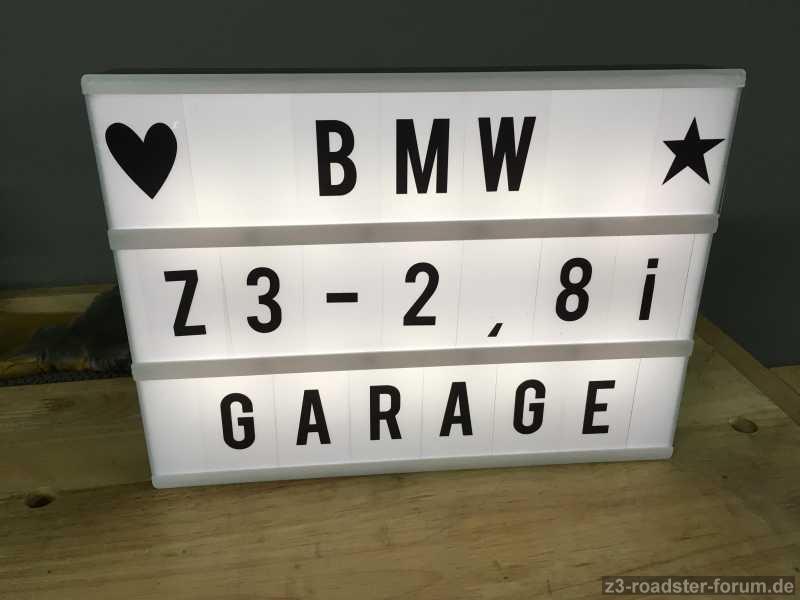 ♥ BMW ★
Z3-2,8i
GARAGE
z3-roadster-forum.de